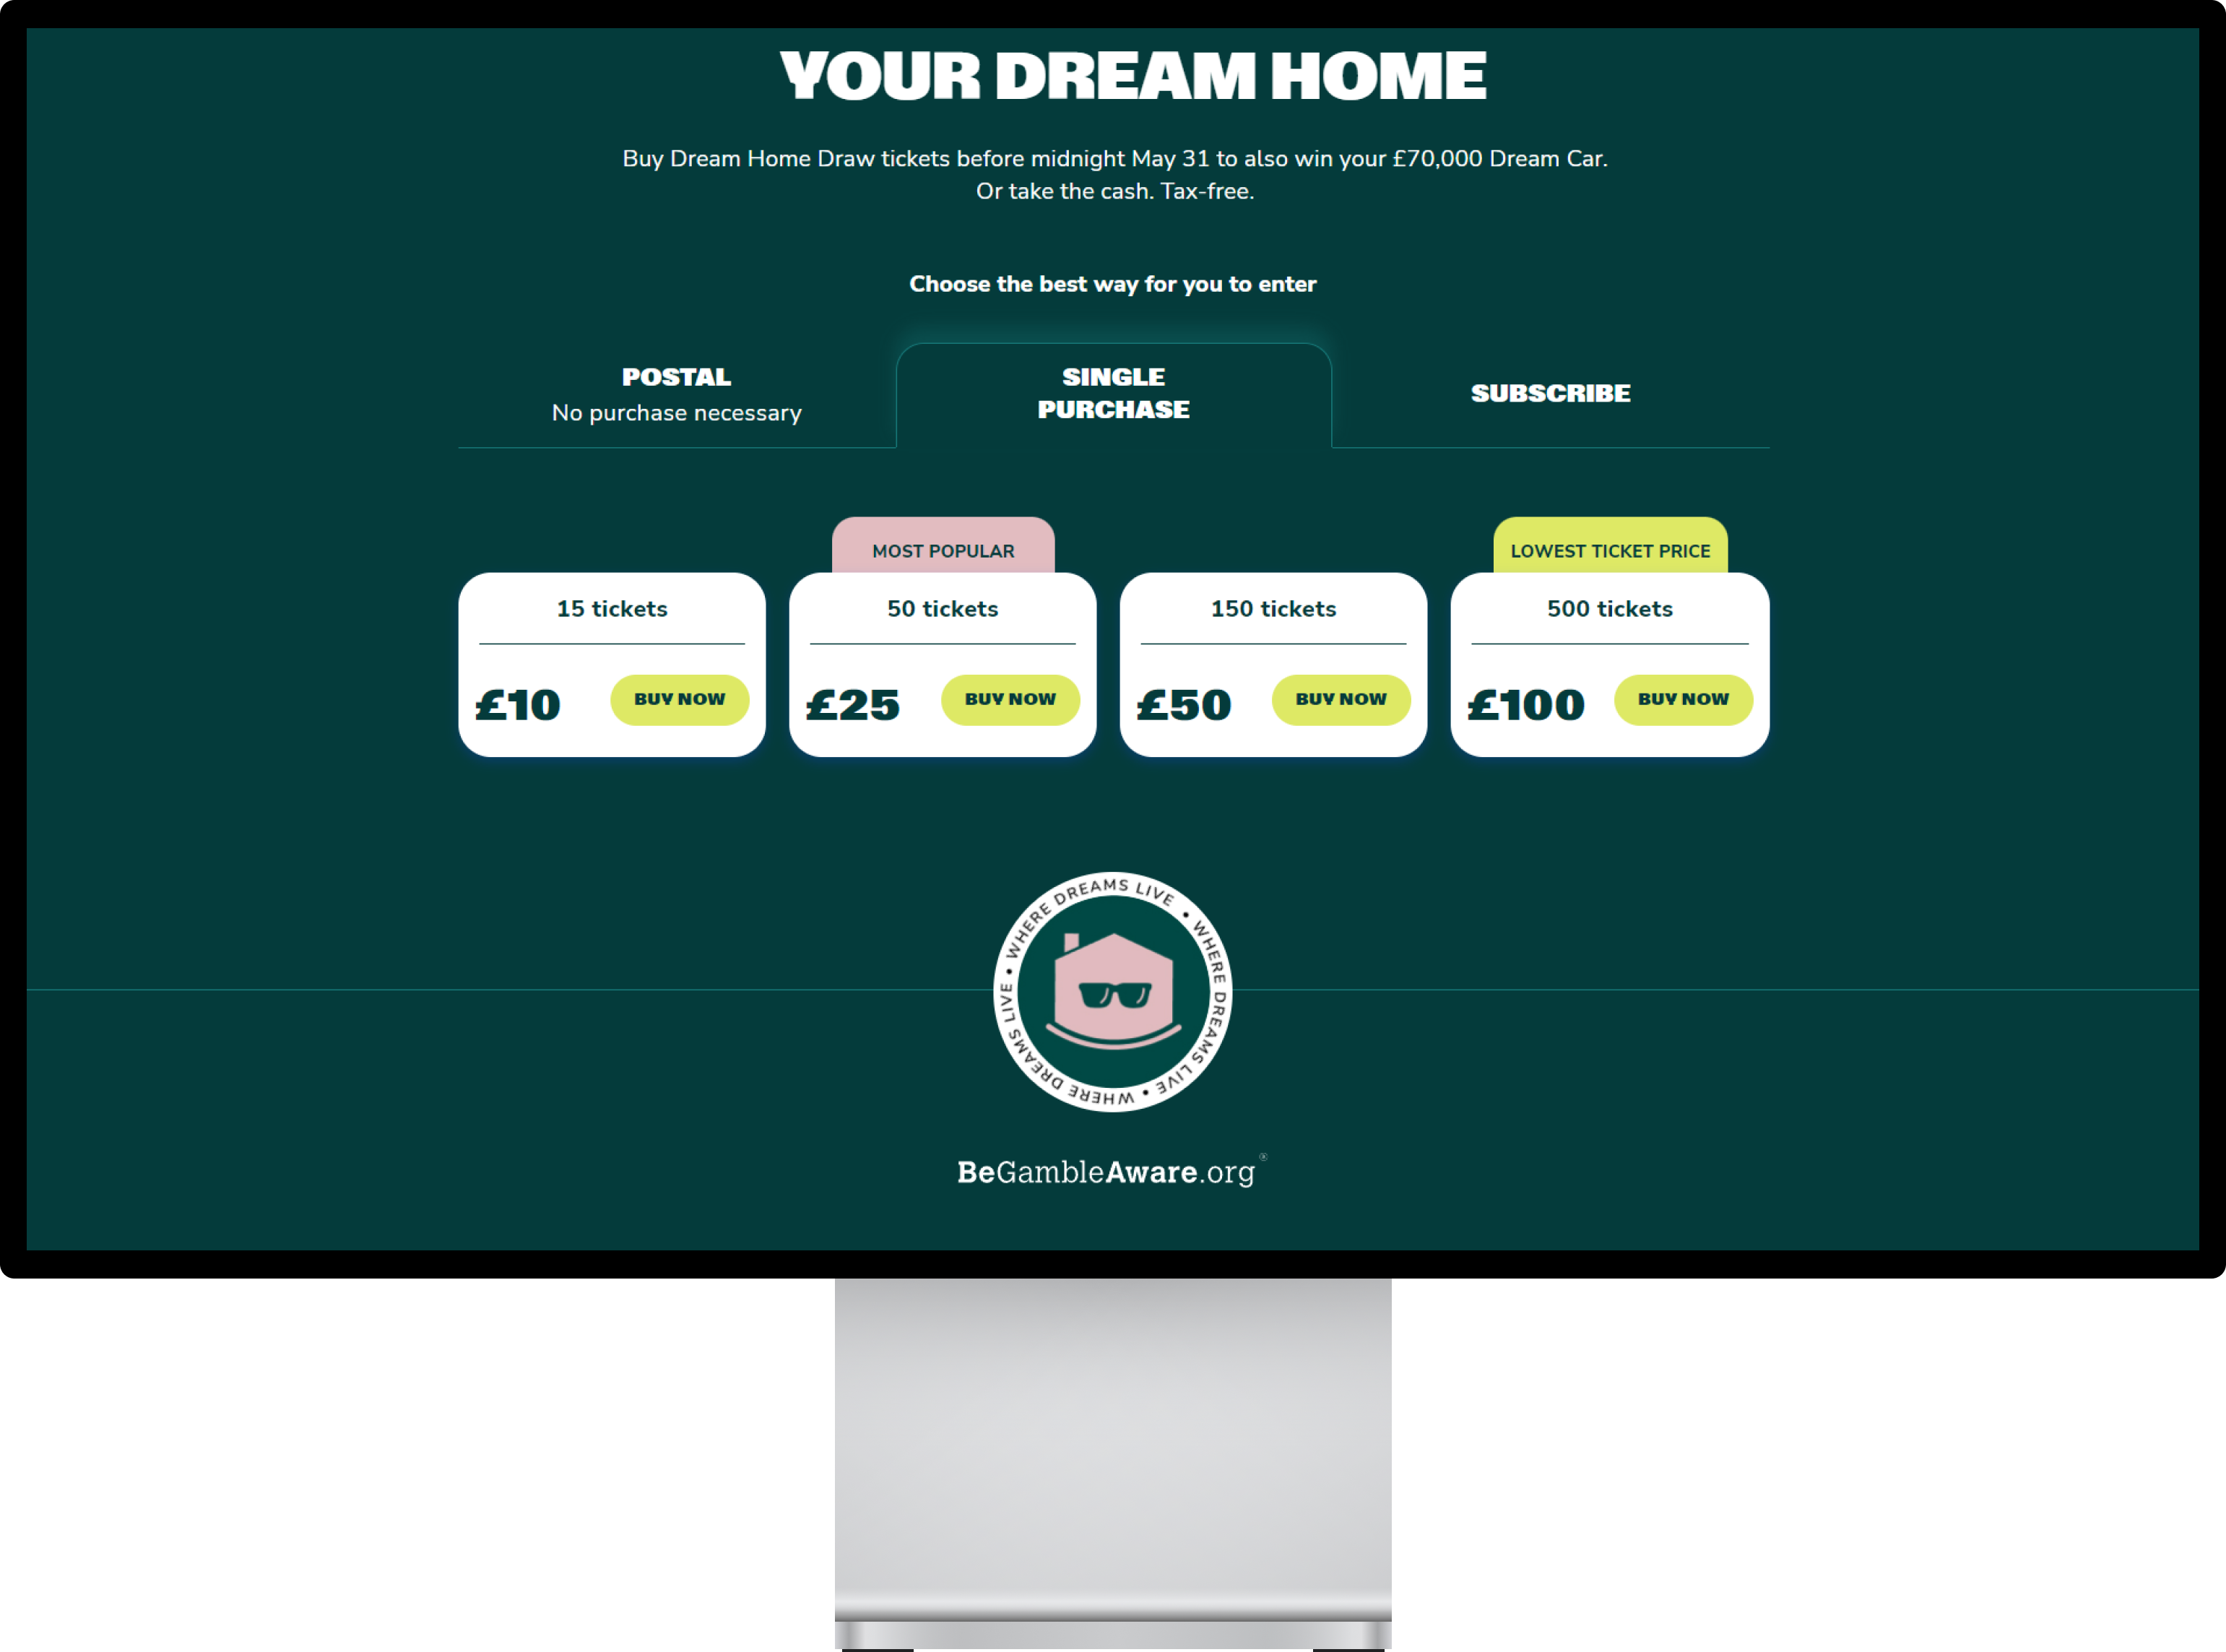 YOUR DREAM HOME
Buy Dream Home Draw tickets before midnight May 31 to also win your £70,000 Dream Car.
Or take the cash. Tax-free.
Choose the best way for you to enter
POSTAL
No purchase necessary
SINGLE
PURCHASE
SUBSCRIBE
15 tickets
£10
BUY NOW
MOST POPULAR
50 tickets
£25
BUY NOW
150 tickets
£50
BUY NOW
LOWEST TICKET PRICE
500 tickets
£100
BUY NOW
WHERE DREAMS LIVE • WHERE DREAMS LIVE • WHERE DREAMS LIVE •
BeGambleAware.org®